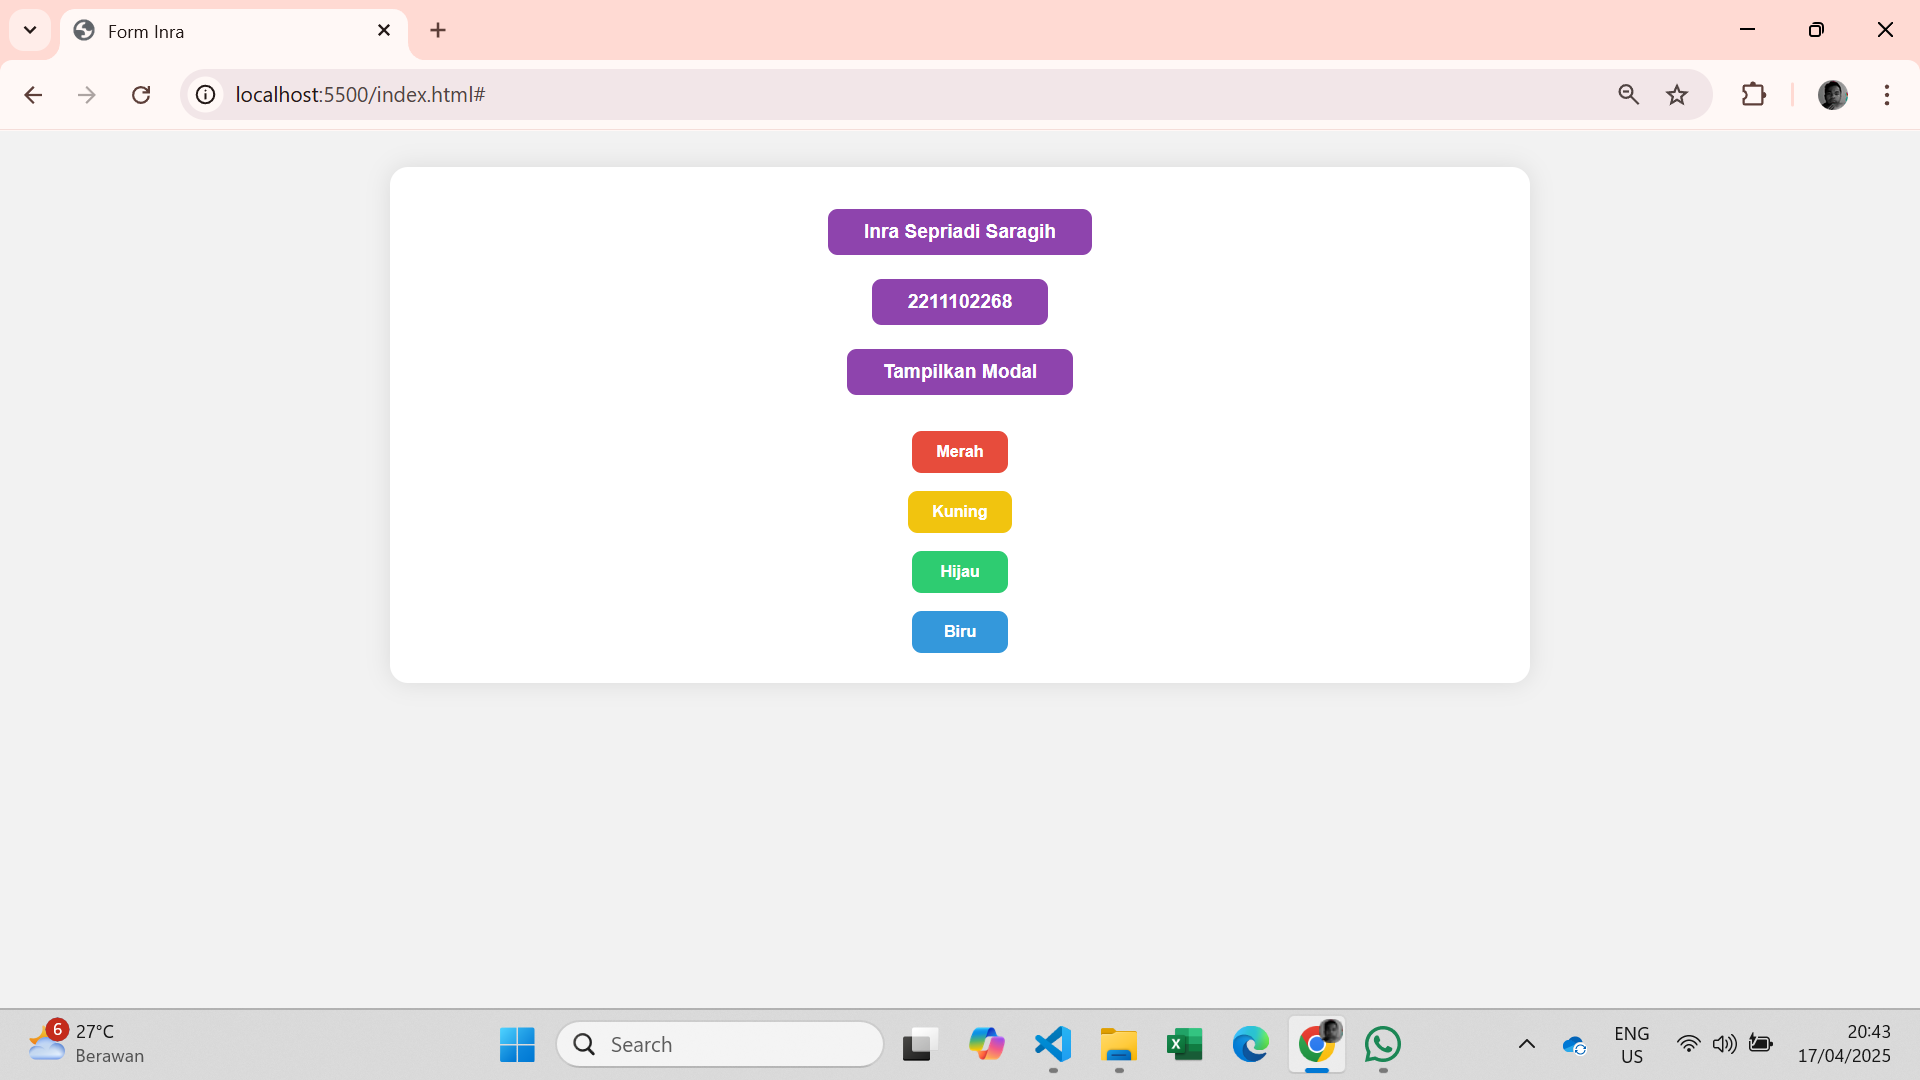 Form Inra
localhost:5500/index.html#
Inra Sepriadi Saragih
2211102268
Tampilkan Modal
Merah
Kuning
Hijau
Biru
6
27°C
Berawan
Search
ENG
US
20:43
17/04/2025